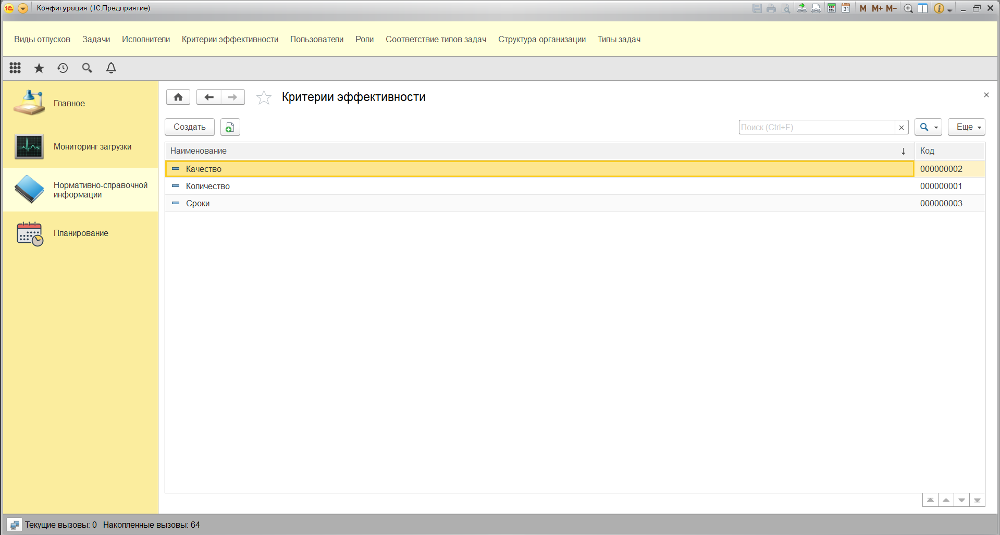 Конфигурация (1С:Предприятие)
31 M M+ M−
Виды отпусков Задачи Исполнители Критерии эффективности Пользователи Роли Соответствие типов задач Структура организации Типы задач
Главное
Мониторинг загрузки
Нормативно-справочной
информации
Планирование
Критерии эффективности
Создать
Поиск (Ctrl+F)
Еще
Наименование Код
Качество 000000002
Количество 000000001
Сроки 000000003
Текущие вызовы: 0 Накопленные вызовы: 64